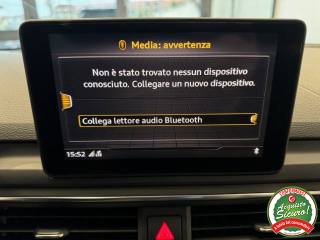 Media: avvertenza
Non è stato trovato nessun dispositivo
conosciuto. Collegare un nuovo dispositivo.
Collega lettore audio Bluetooth
15:52
Acquisto
Sicuro!